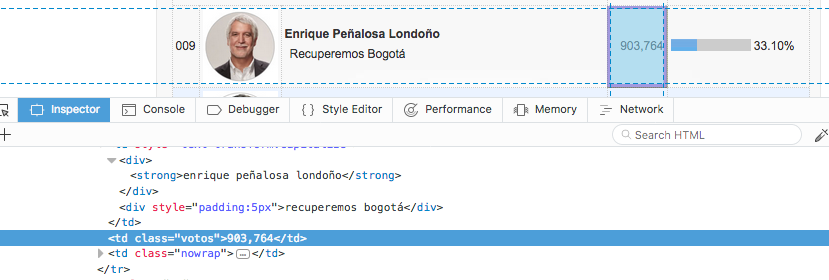 009
Enrique Peñalosa Londoño
Recuperemos Bogotá
903,764
33.10%
Inspector
Console
Debugger
{ } Style Editor
Performance
Memory
Network
+
Search HTML
<div>
<strong>enrique peñalosa londoño</strong>
</div>
<div style="padding:5px">recuperemos bogotá</div>
</td>
<td class="votos">903,764</td>
<td class="nowrap">…</td>
</tr>